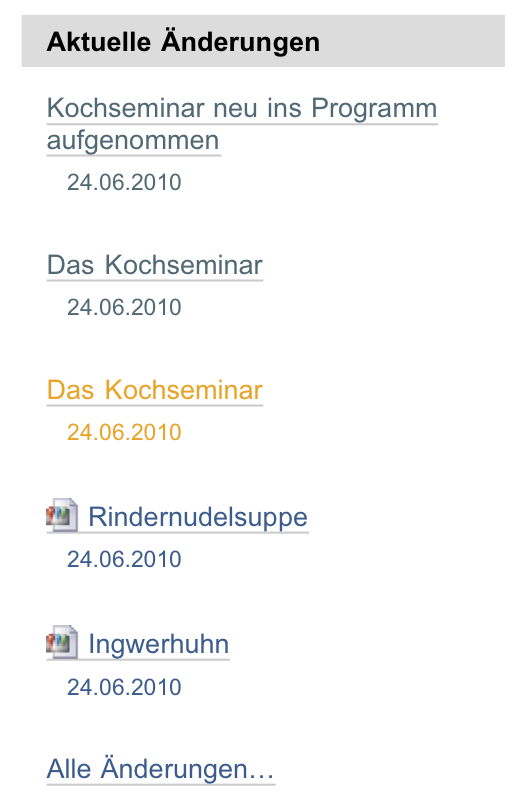 Aktuelle Änderungen
Kochseminar neu ins Programm
aufgenommen
24.06.2010
Das Kochseminar
24.06.2010
Das Kochseminar
24.06.2010
Rindernudelsuppe
24.06.2010
Ingwerhuhn
24.06.2010
Alle Änderungen…